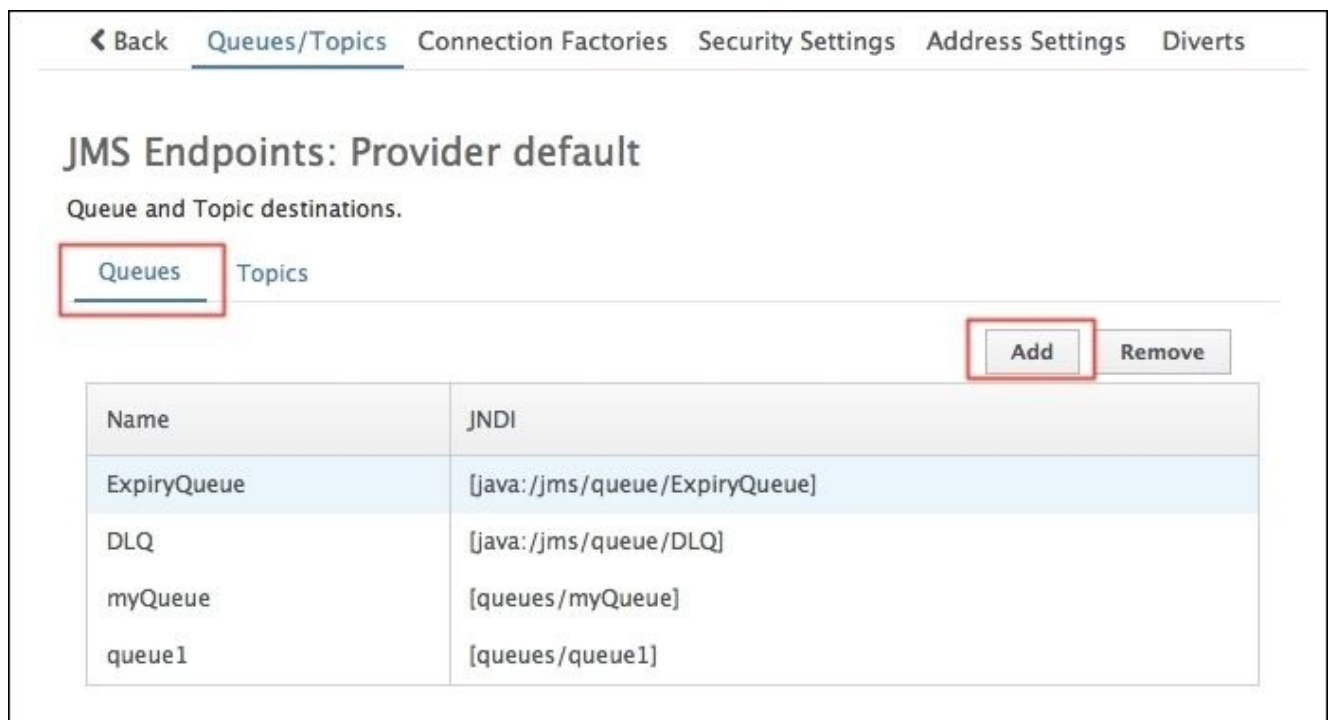 Back Queues/Topics Connection Factories Security Settings Address Settings Diverts
JMS Endpoints: Provider default
Queue and Topic destinations.
Queues Topics
Add Remove
Name JNDI
ExpiryQueue [java:/jms/queue/ExpiryQueue]
DLQ [java:/jms/queue/DLQ]
myQueue [queues/myQueue]
queue1 [queues/queue1]